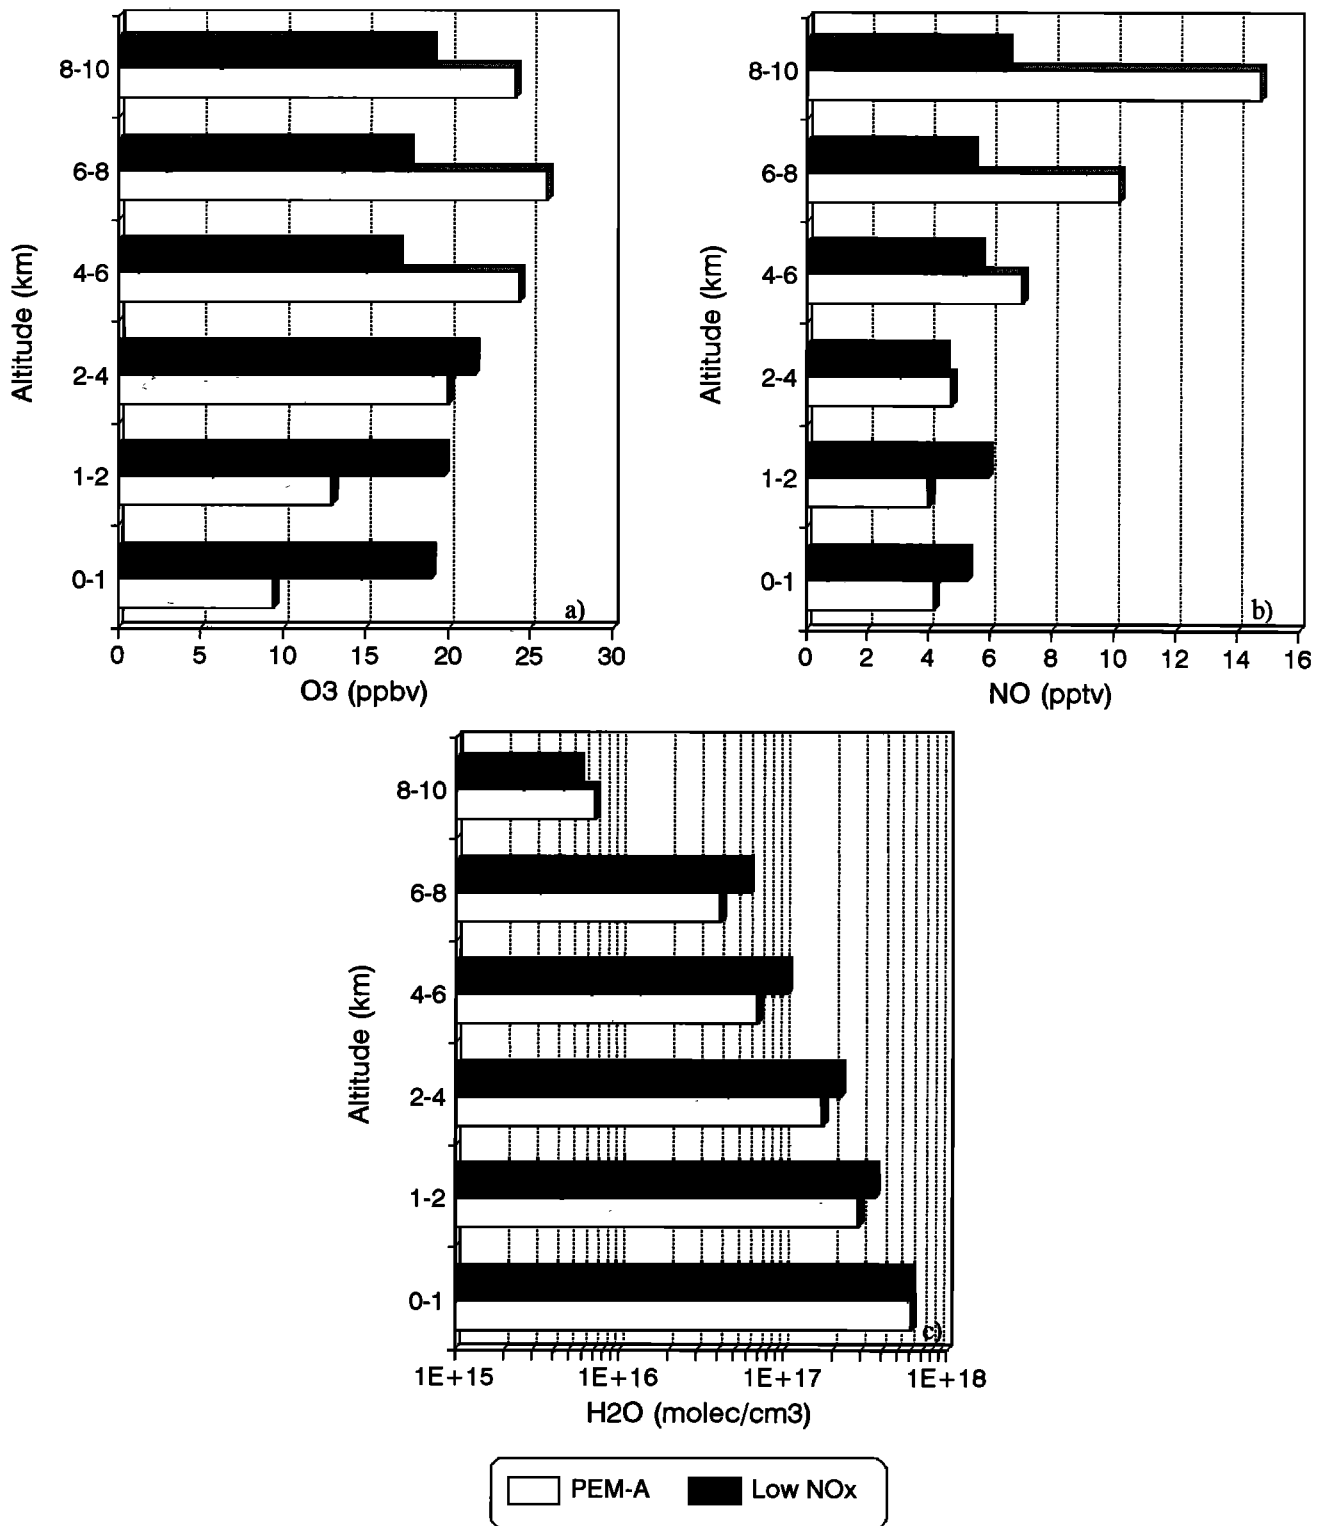 8-10
6-8
4-6
2-4
1-2
0-1
Altitude (km)
a)
0 5 10 15 20 25 30
O3 (ppbv)
8-10
6-8
4-6
2-4
1-2
0-1
Altitude (km)
b)
0 2 4 6 8 10 12 14 16
NO (pptv)
8-10
6-8
4-6
2-4
1-2
0-1
Altitude (km)
c)
1E+15 1E+16 1E+17 1E+18
H2O (molec/cm3)
PEM-A Low NOx